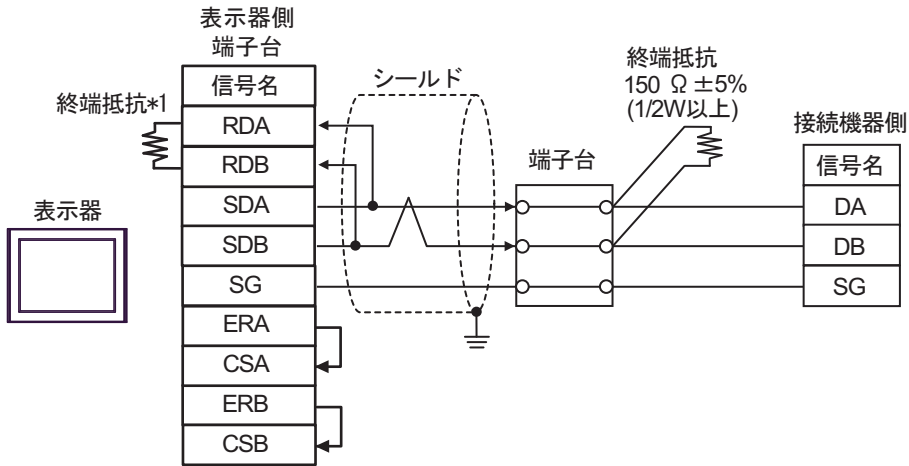 表示器側
端子台
信号名
終端抵抗*1
RDA
RDB
SDA
SDB
SG
ERA
CSA
ERB
CSB
表示器
シールド
端子台
終端抵抗
150 Ω ±5%
(1/2W以上)
接続機器側
信号名
DA
DB
SG